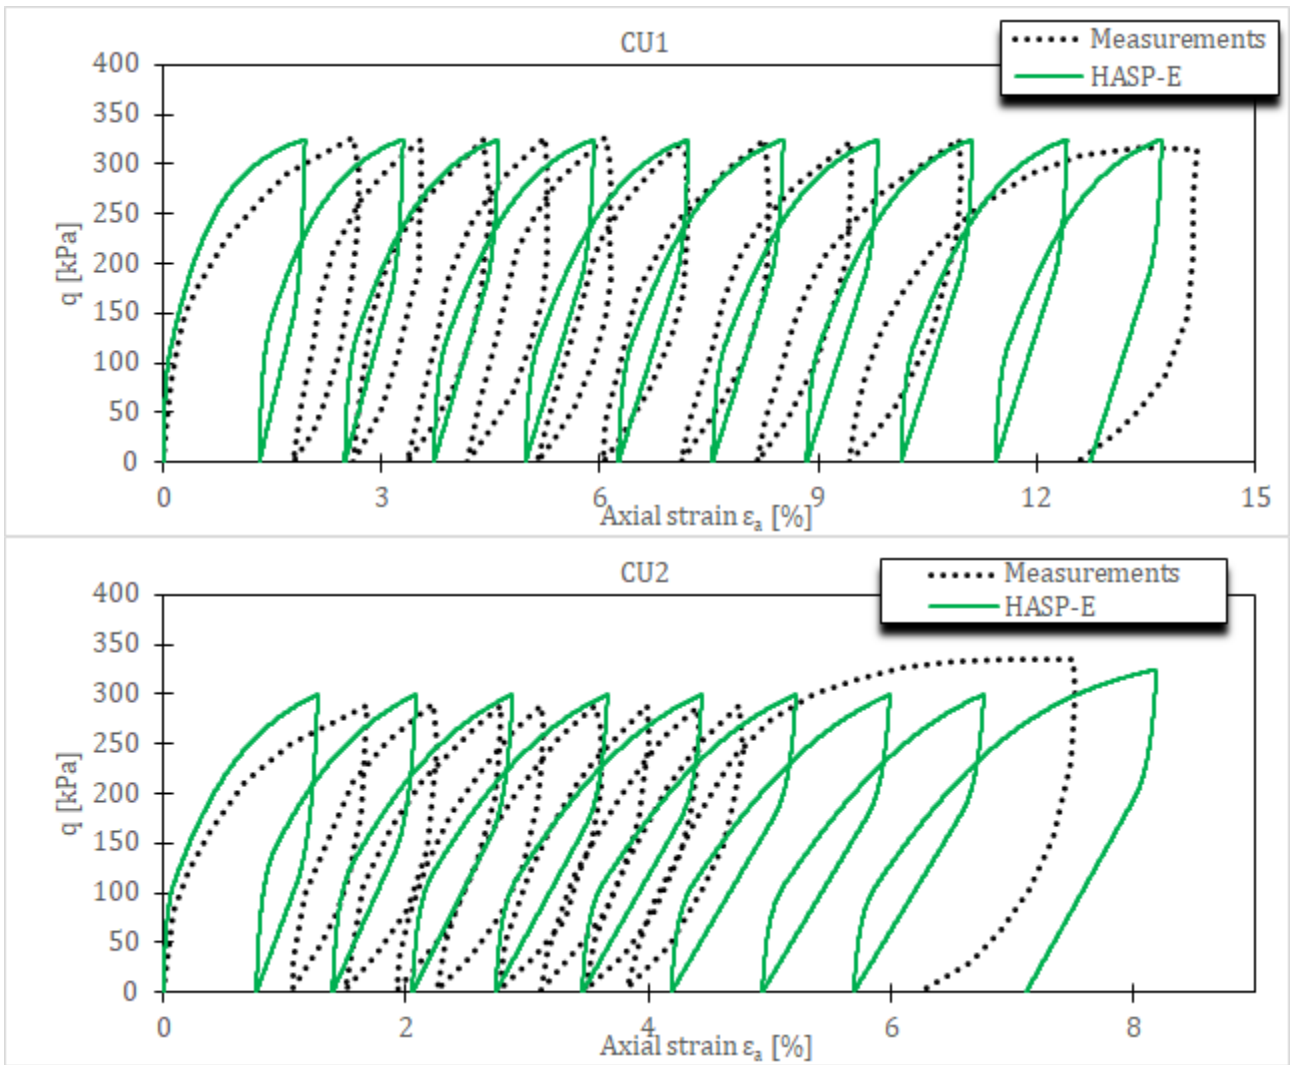 CU1
Measurements
HASP-E
400
350
300
250
200
150
100
50
0
q [kPa]
0 3 6 9 12 15
Axial strain εa [%]
CU2
Measurements
HASP-E
400
350
300
250
200
150
100
50
0
q [kPa]
0 2 4 6 8
Axial strain εa [%]